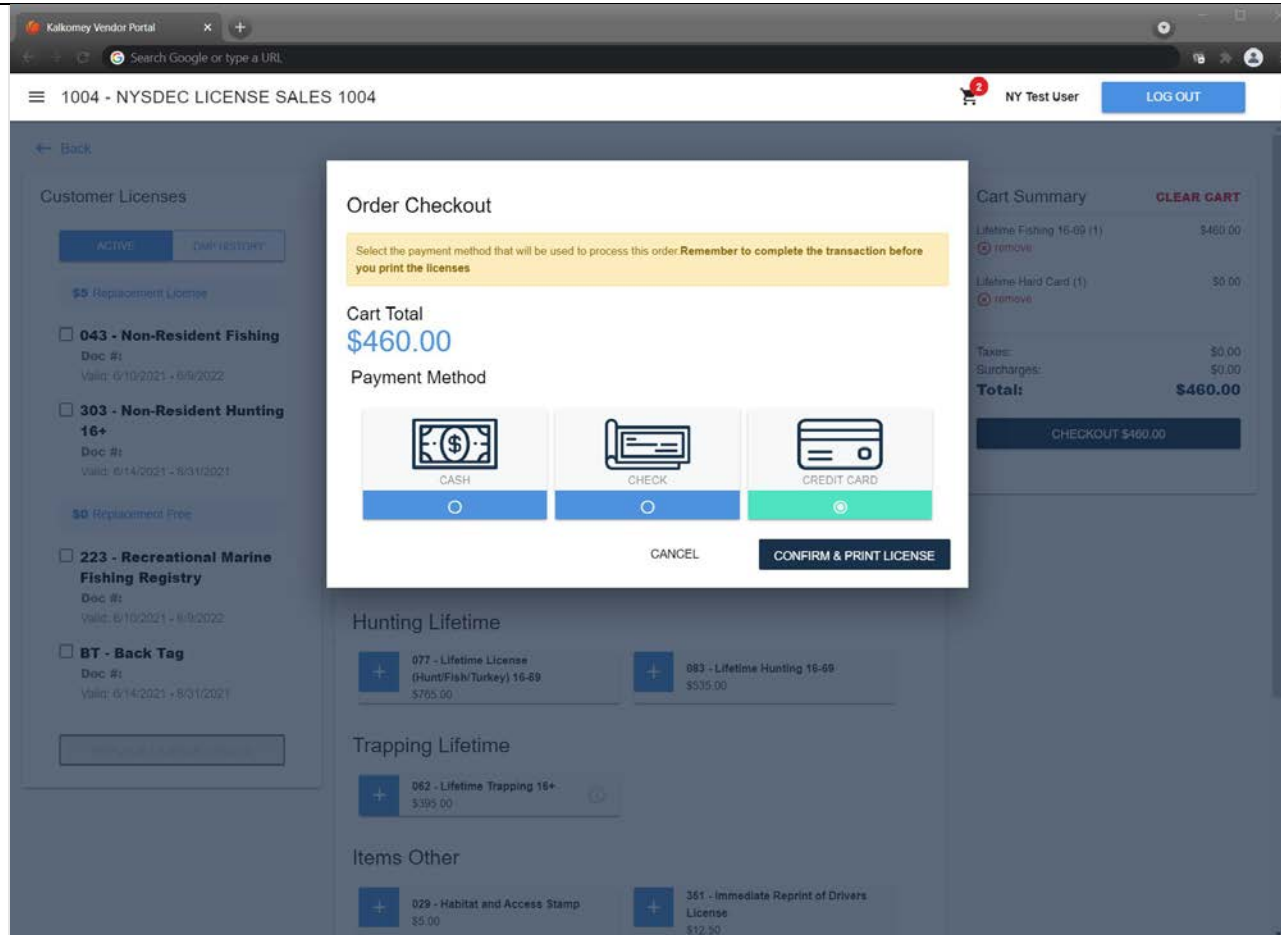 Kalkomey Vendor Portal
Search Google or type a URL
1004 - NYSDEC LICENSE SALES 1004
2
NY Test User
LOG OUT
← Back
Customer Licenses
ACTIVE
DMP HISTORY
$5 Replacement License
043 - Non-Resident Fishing
Doc #:
Valid: 6/10/2021 - 6/9/2022
303 - Non-Resident Hunting
16+
Doc #:
Valid: 6/14/2021 - 8/31/2021
$0 Replacement Free
223 - Recreational Marine
Fishing Registry
Doc #:
Valid: 6/10/2021 - 6/9/2022
BT - Back Tag
Doc #:
Valid: 6/14/2021 - 8/31/2021
Order Checkout
Select the payment method that will be used to process this order.Remember to complete the transaction before
you print the licenses
Cart Total
$460.00
Payment Method
CASH
CHECK
CREDIT CARD
CANCEL
CONFIRM & PRINT LICENSE
Hunting Lifetime
077 - Lifetime License
(Hunt/Fish/Turkey) 16-69
$765.00
083 - Lifetime Hunting 16-69
$535.00
Trapping Lifetime
062 - Lifetime Trapping 16+
$395.00
Items Other
029 - Habitat and Access Stamp
$5.00
351 - Immediate Reprint of Drivers
License
$12.50
Cart Summary
CLEAR CART
Lifetime Fishing 16-69 (1)
$460.00
remove
Lifetime Hard Card (1)
$0.00
remove
Taxes:
$0.00
Surcharges:
$0.00
Total:
$460.00
CHECKOUT $460.00